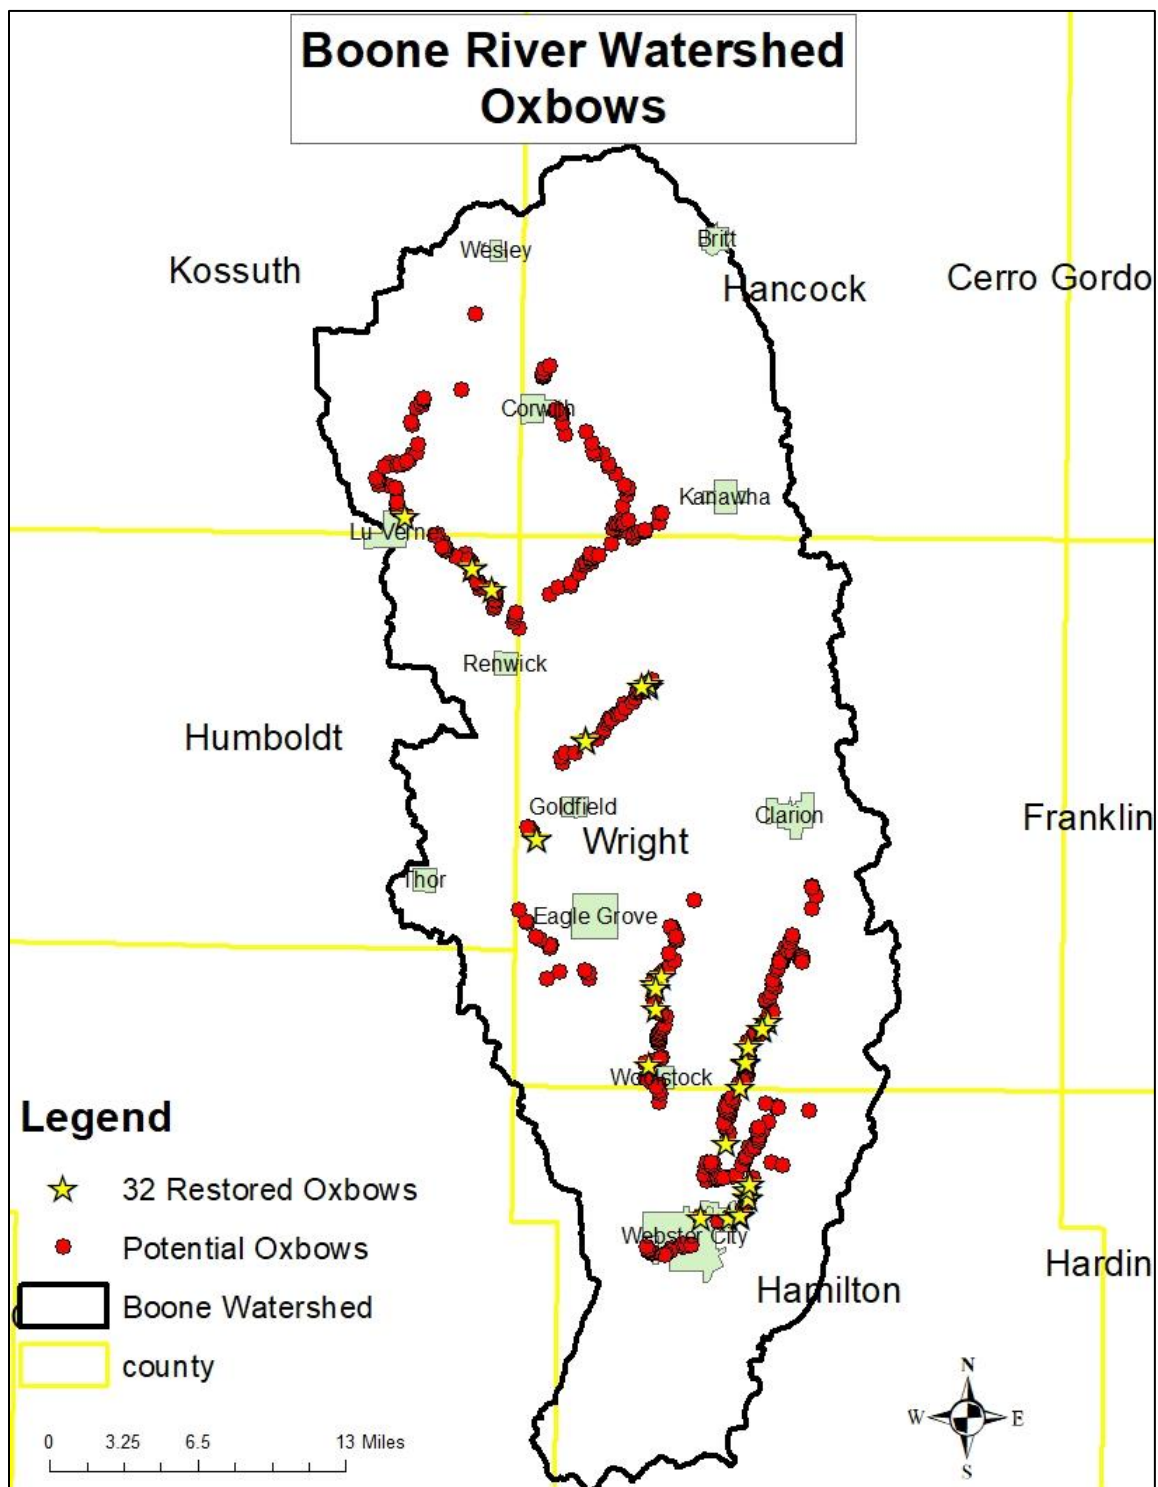 Boone River Watershed
Oxbows
Wesley
Britt
Kossuth
Hancock
Cerro Gordo
Corwith
Kanawha
Lu Verne
Renwick
Humboldt
Goldfield
Clarion
Wright
Franklin
Thor
Eagle Grove
Woolstock
Legend
32 Restored Oxbows
Potential Oxbows
Boone Watershed
county
Webster City
Hamilton
Hardin
0 3.25 6.5 13 Miles
N
W E
S